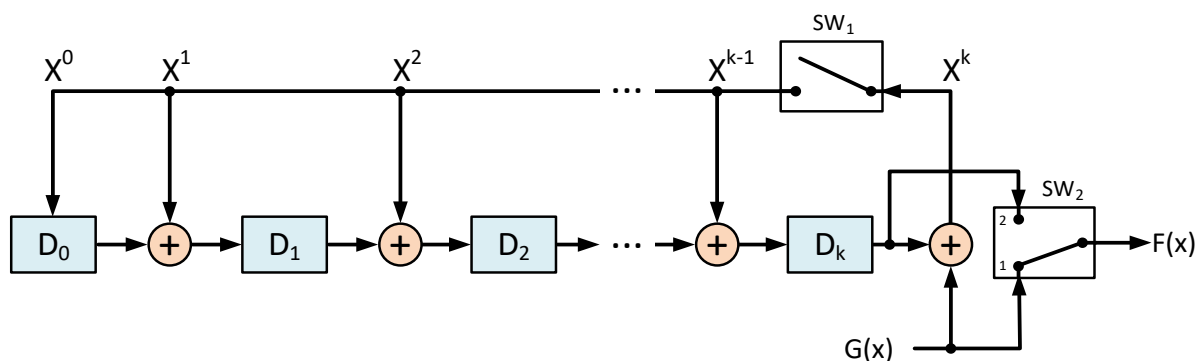 SW₁
X⁰ X¹ X² ... Xᵏ⁻¹ Xᵏ
SW₂
2
D₀ + D₁ + D₂ ... + Dₖ + F(x)
1
G(x)